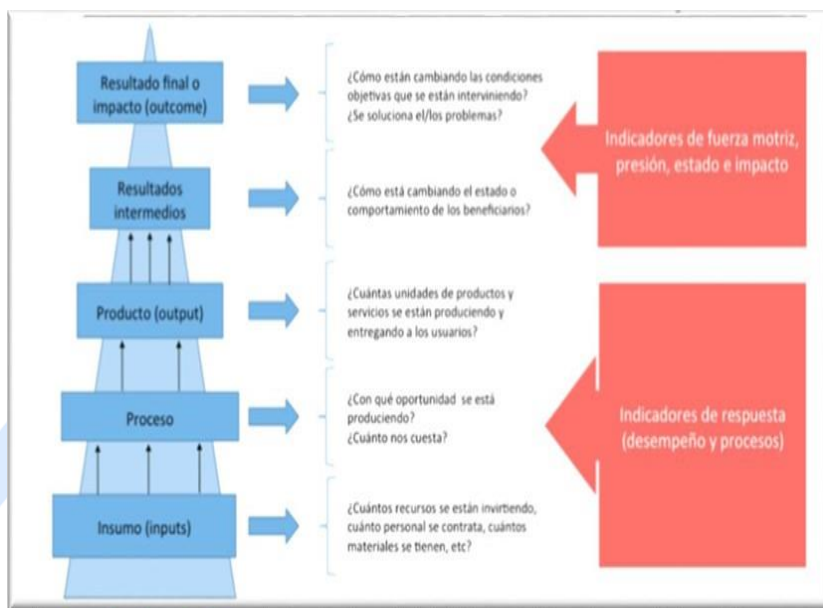 Resultado final o
impacto (outcome)
¿Cómo están cambiando las condiciones
objetivas que se están interviniendo?
¿Se soluciona el/los problemas?
Resultados
intermedios
¿Cómo está cambiando el estado o
comportamiento de los beneficiarios?
Indicadores de fuerza motriz,
presión, estado e impacto
Producto (output)
¿Cuántas unidades de productos y
servicios se están produciendo y
entregando a los usuarios?
Proceso
¿Con qué oportunidad se está
produciendo?
¿Cuánto nos cuesta?
Insumo (inputs)
¿Cuántos recursos se están invirtiendo,
cuánto personal se contrata, cuántos
materiales se tienen, etc?
Indicadores de respuesta
(desempeño y procesos)